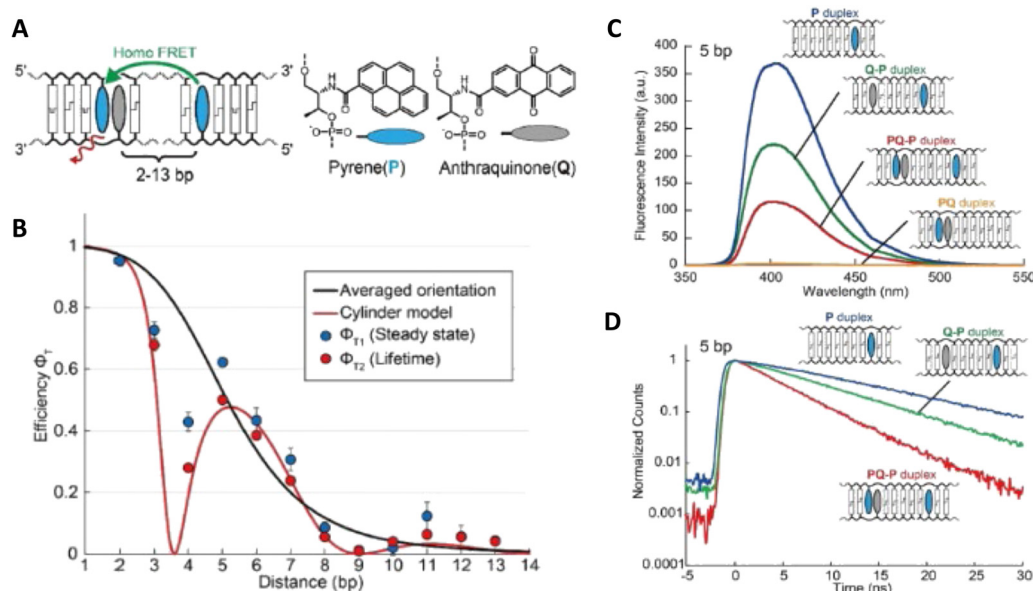 A
Homo FRET
5'
3'
3'
5'
2-13 bp
O
NH
O
O
P
-O
O
Pyrene(P)
O
NH
O
O
P
-O
O
O
O
Anthraquinone(Q)
B
Efficiency Φ_T
1
0.8
0.6
0.4
0.2
0
Averaged orientation
Cylinder model
Φ_T1 (Steady state)
Φ_T2 (Lifetime)
1 2 3 4 5 6 7 8 9 10 11 12 13 14
Distance (bp)
C
5 bp
Fluorescence Intensity (a.u.)
400
350
300
250
200
150
100
50
0
350 400 450 500 550
Wavelength (nm)
P duplex
Q-P duplex
PQ-P duplex
PQ duplex
D
5 bp
Normalized Counts
1
0.1
0.01
0.001
0.0001
-5 0 5 10 15 20 25 30
Time (ns)
P duplex
Q-P duplex
PQ-P duplex